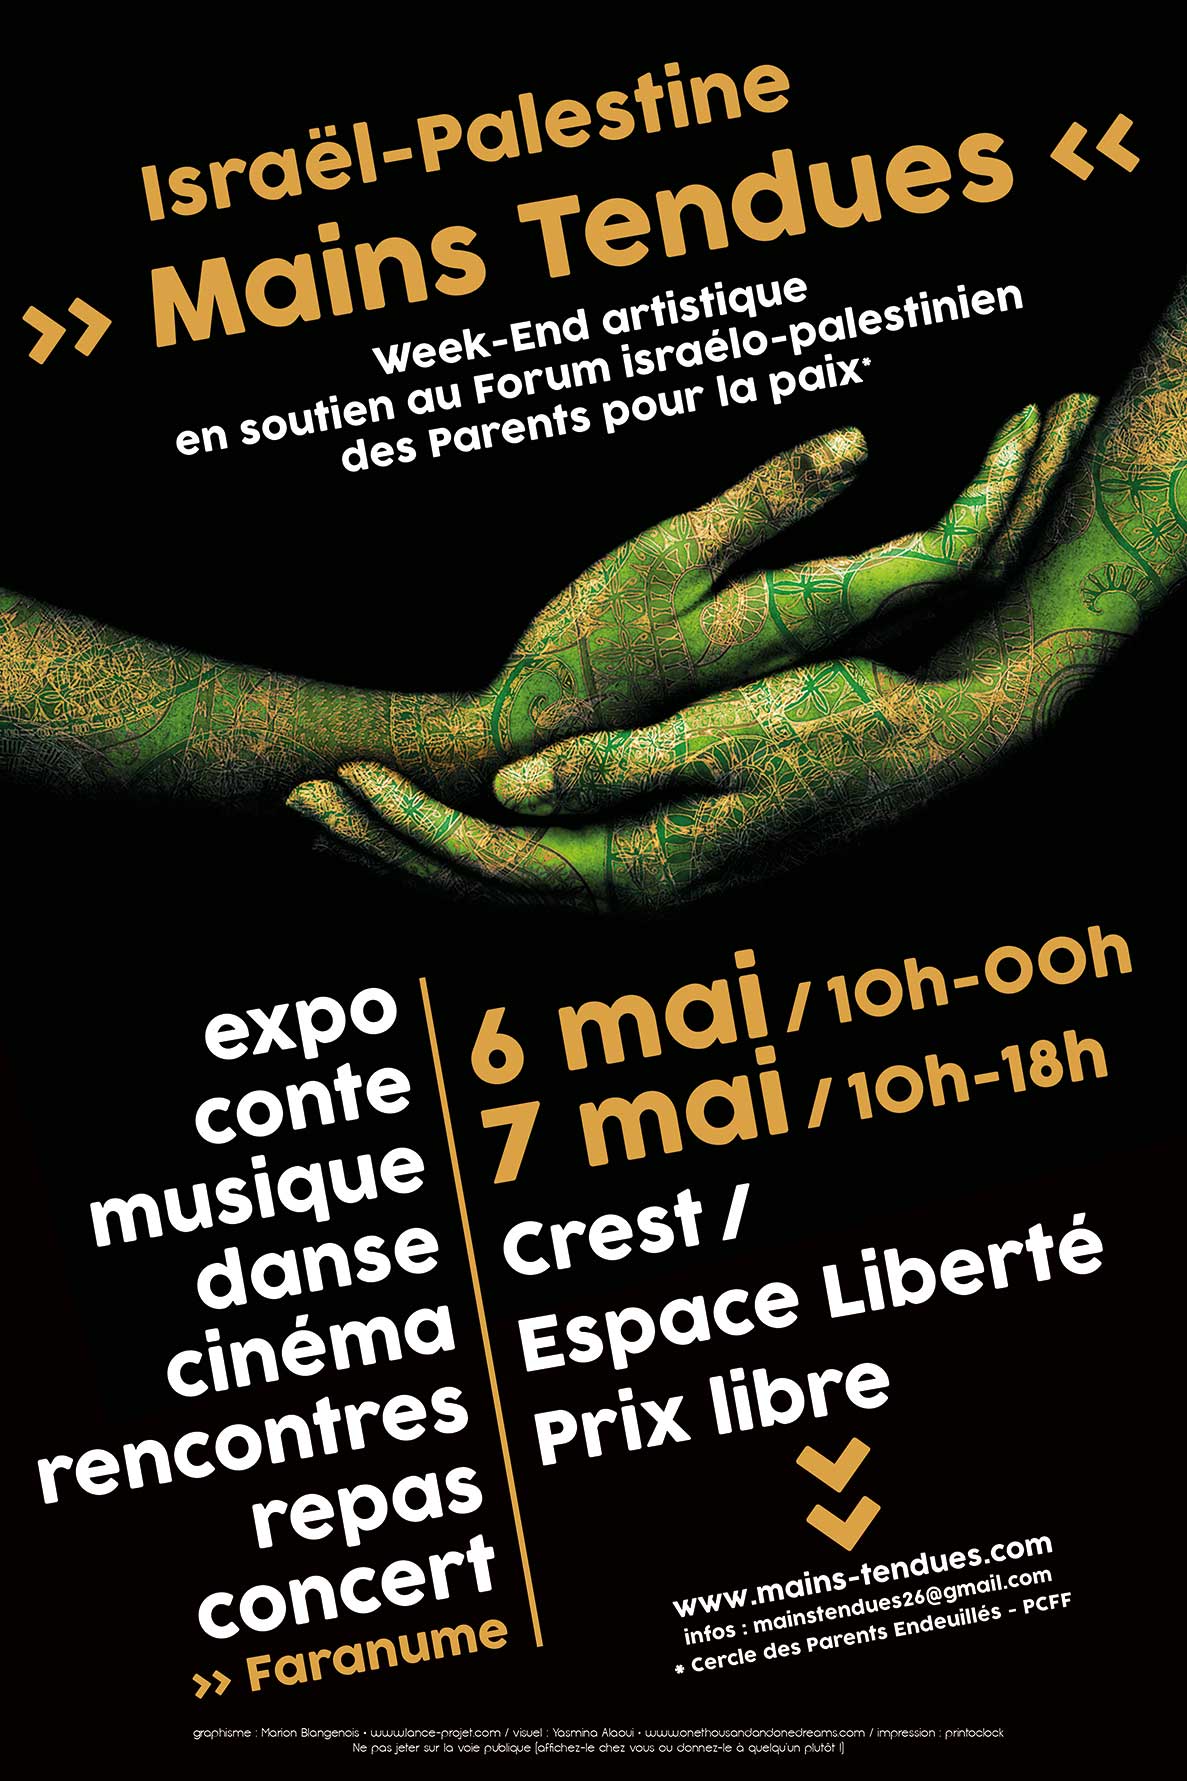 Israël-Palestine
›› Mains Tendues ‹‹
Week-End artistique
en soutien au Forum israélo-palestinien
des Parents pour la paix*
expo
conte
musique
danse
cinéma
rencontres
repas
concert
›› Faranume
6 mai / 10h-00h
7 mai / 10h-18h
Crest /
Espace Liberté
Prix libre
www.mains-tendues.com
infos : mainstendues26@gmail.com
* Cercle des Parents Endeuillés - PCFF
graphisme : Marion Blangenois • www.lance-projet.com / visuel : Yasmina Alaoui • www.onethousandandonedreams.com / impression : printoclock
Ne pas jeter sur la voie publique (affichez-le chez vous ou donnez-le à quelqu'un plutôt !)